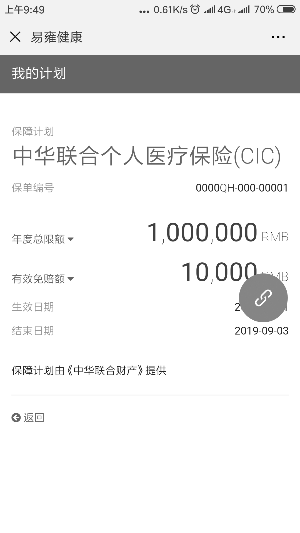 上午9:49 ... 0.61K/s 4G 70%
易雍健康
我的计划
保障计划
中华联合个人医疗保险(CIC)
保单编号 0000QH-000-00001
年度总限额 1,000,000 RMB
有效免赔额 10,000 RMB
生效日期
结束日期 2019-09-03
保障计划由《中华联合财产》提供
返回